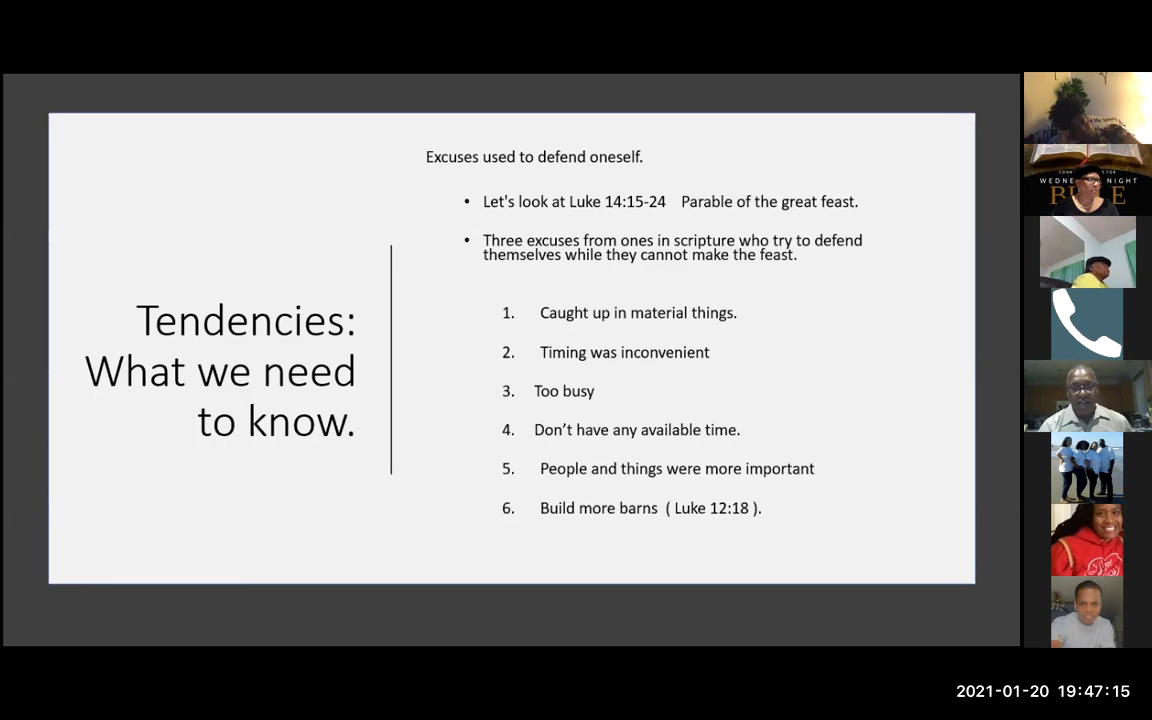 Excuses used to defend oneself.
• Let's look at Luke 14:15-24 Parable of the great feast.
• Three excuses from ones in scripture who try to defend
themselves while they cannot make the feast.
Tendencies:
What we need
to know.
1. Caught up in material things.
2. Timing was inconvenient
3. Too busy
4. Don’t have any available time.
5. People and things were more important
6. Build more barns ( Luke 12:18 ).
WEDNE NIGHT
2021-01-20 19:47:15